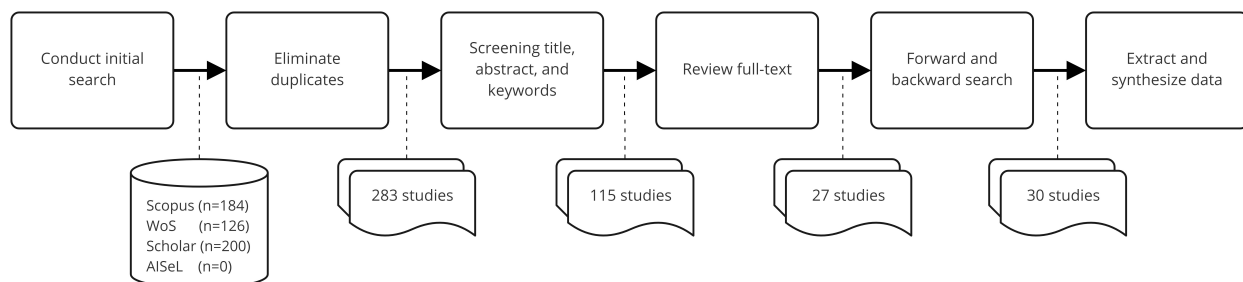 Conduct initial
search
Eliminate
duplicates
Screening title,
abstract, and
keywords
Review full-text
Forward and
backward search
Extract and
synthesize data
Scopus (n=184)
WoS (n=126)
Scholar (n=200)
AISeL (n=0)
283 studies
115 studies
27 studies
30 studies